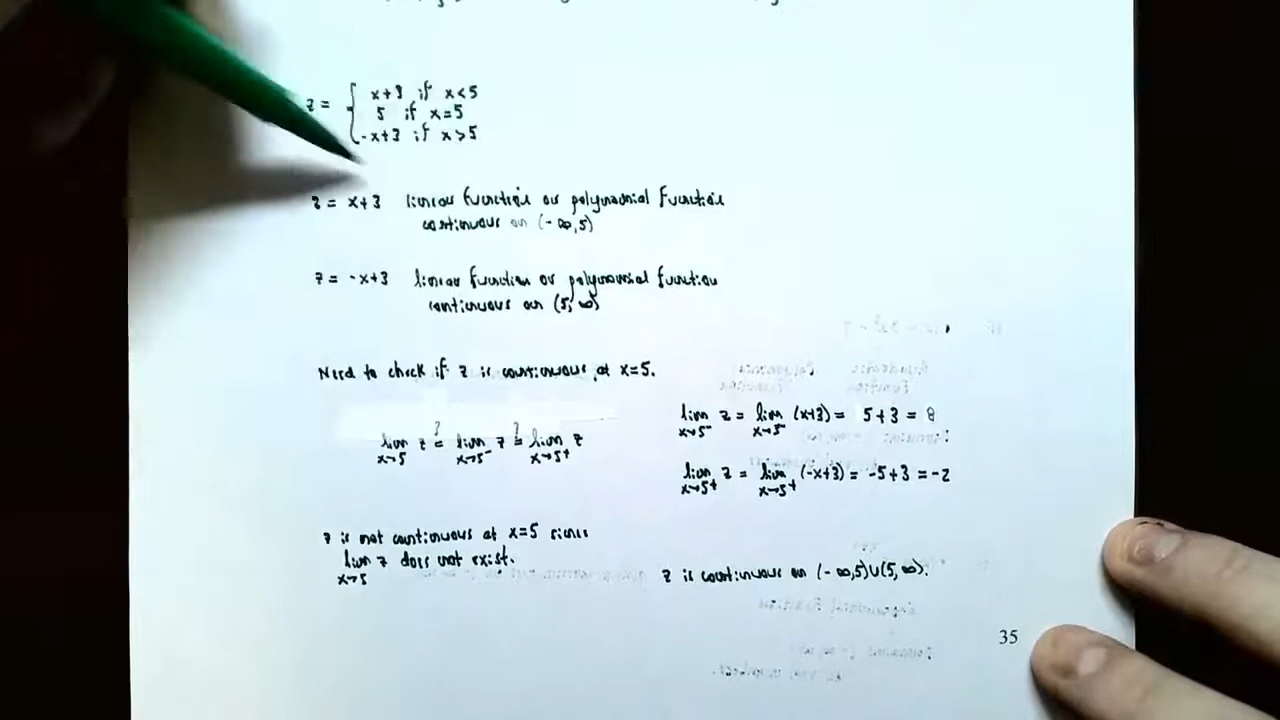 z = { x+3 if x<5
5 if x=5
-x+3 if x>5
z = x+3 linear function or polynomial function
continuous on (-∞,5)
z = -x+3 linear function or polynomial function
continuous on (5,∞)
Need to check if z is continuous at x=5.
lim x→5 z ?= lim x→5⁻ z ?= lim x→5⁺ z
lim x→5⁻ z = lim x→5⁻ (x+3) = 5+3 = 8
lim x→5⁺ z = lim x→5⁺ (-x+3) = -5+3 = -2
z is not continuous at x=5 since
lim x→5 z does not exist.
z is continuous on (-∞,5)∪(5,∞).
35